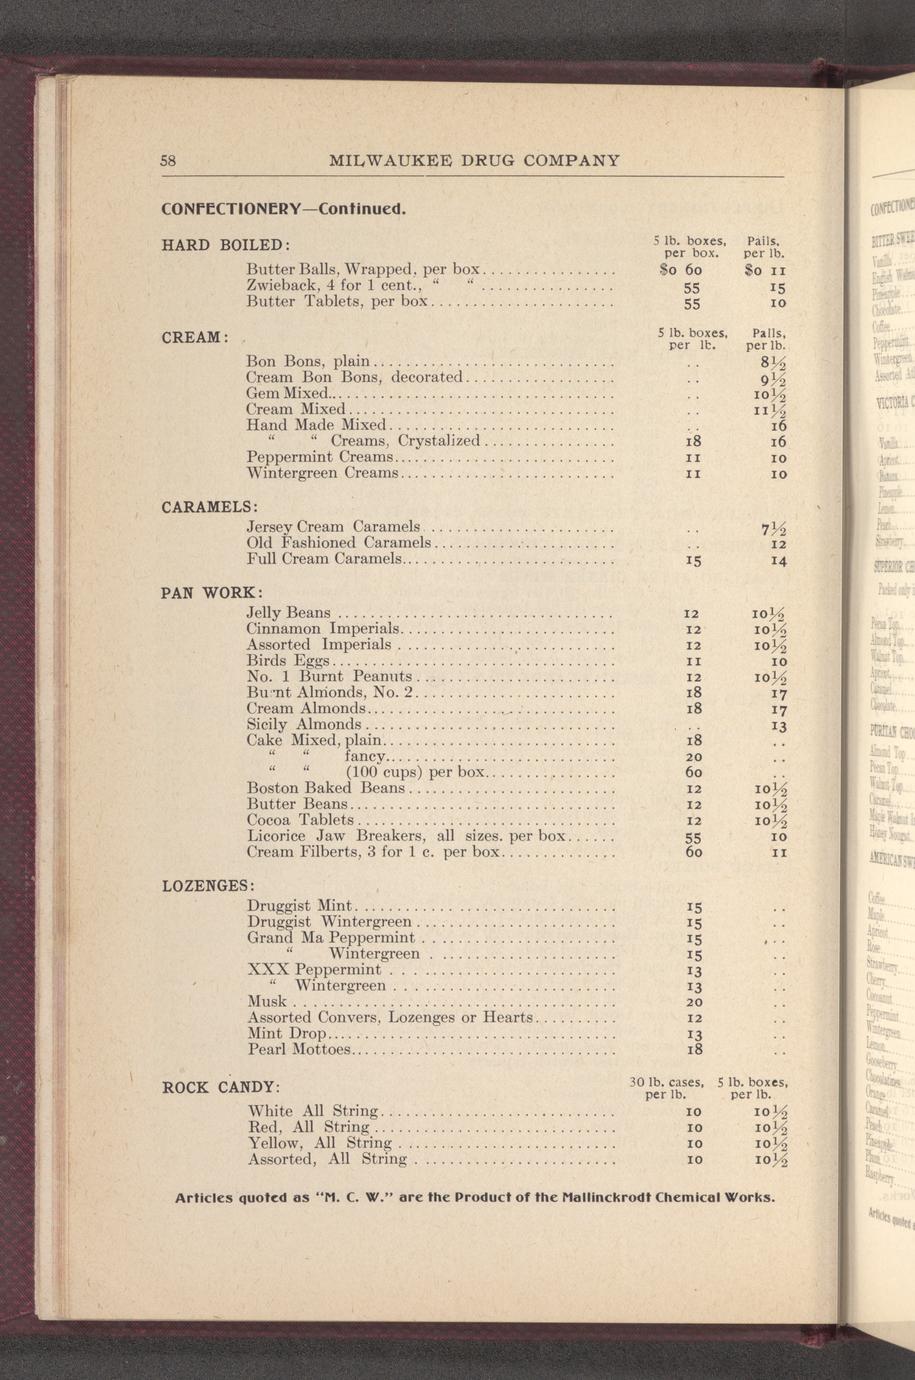 58 MILWAUKEE DRUG COMPANY
CONFECTIONERY—Continued.
HARD BOILED: 5 lb. boxes, per box. Pails, per lb.
Butter Balls, Wrapped, per box................ $0 60 $0 11
Zwieback, 4 for 1 cent., “ “ ................ 55 15
Butter Tablets, per box....................... 55 10
CREAM: 5 lb. boxes, per lb. Pails, per lb.
Bon Bons, plain.............................. .. 8½
Cream Bon Bons, decorated................... .. 9½
Gem Mixed.................................... .. 10½
Cream Mixed.................................. .. 11½
Hand Made Mixed............................. .. 16
“ “ Creams, Crystalized ................ 18 16
Peppermint Creams........................... 11 10
Wintergreen Creams........................... 11 10
CARAMELS:
Jersey Cream Caramels ........................ .. 7½
Old Fashioned Caramels....................... .. 12
Full Cream Caramels........................... 15 14
PAN WORK:
Jelly Beans ................................... 12 10½
Cinnamon Imperials........................... 12 10½
Assorted Imperials ............................ 12 10½
Birds Eggs.................................... 11 10
No. 1 Burnt Peanuts ......................... 12 10½
Burnt Almonds, No. 2......................... 18 17
Cream Almonds............................... 18 17
Sicily Almonds ............................... .. 13
Cake Mixed, plain............................. 18 ..
“ “ fancy............................. 20 ..
“ “ (100 cups) per box................ 60 ..
Boston Baked Beans .......................... 12 10½
Butter Beans................................. 12 10½
Cocoa Tablets ................................ 12 10½
Licorice Jaw Breakers, all sizes. per box...... 55 10
Cream Filberts, 3 for 1 c. per box.............. 60 11
LOZENGES:
Druggist Mint................................. 15 ..
Druggist Wintergreen ......................... 15 ..
Grand Ma Peppermint ........................ 15 ..
“ Wintergreen ........................ 15 ..
XXX Peppermint ............................ 13 ..
“ Wintergreen ............................ 13 ..
Musk ........................................ 20 ..
Assorted Convers, Lozenges or Hearts.......... 12 ..
Mint Drop.................................... 13 ..
Pearl Mottoes................................. 18 ..
ROCK CANDY: 30 lb. cases, per lb. 5 lb. boxes, per lb.
White All String............................. 10 10½
Red, All String .............................. 10 10½
Yellow, All String ........................... 10 10½
Assorted, All String ......................... 10 10½
Articles quoted as “M. C. W.” are the Product of the Mallinckrodt Chemical Works.